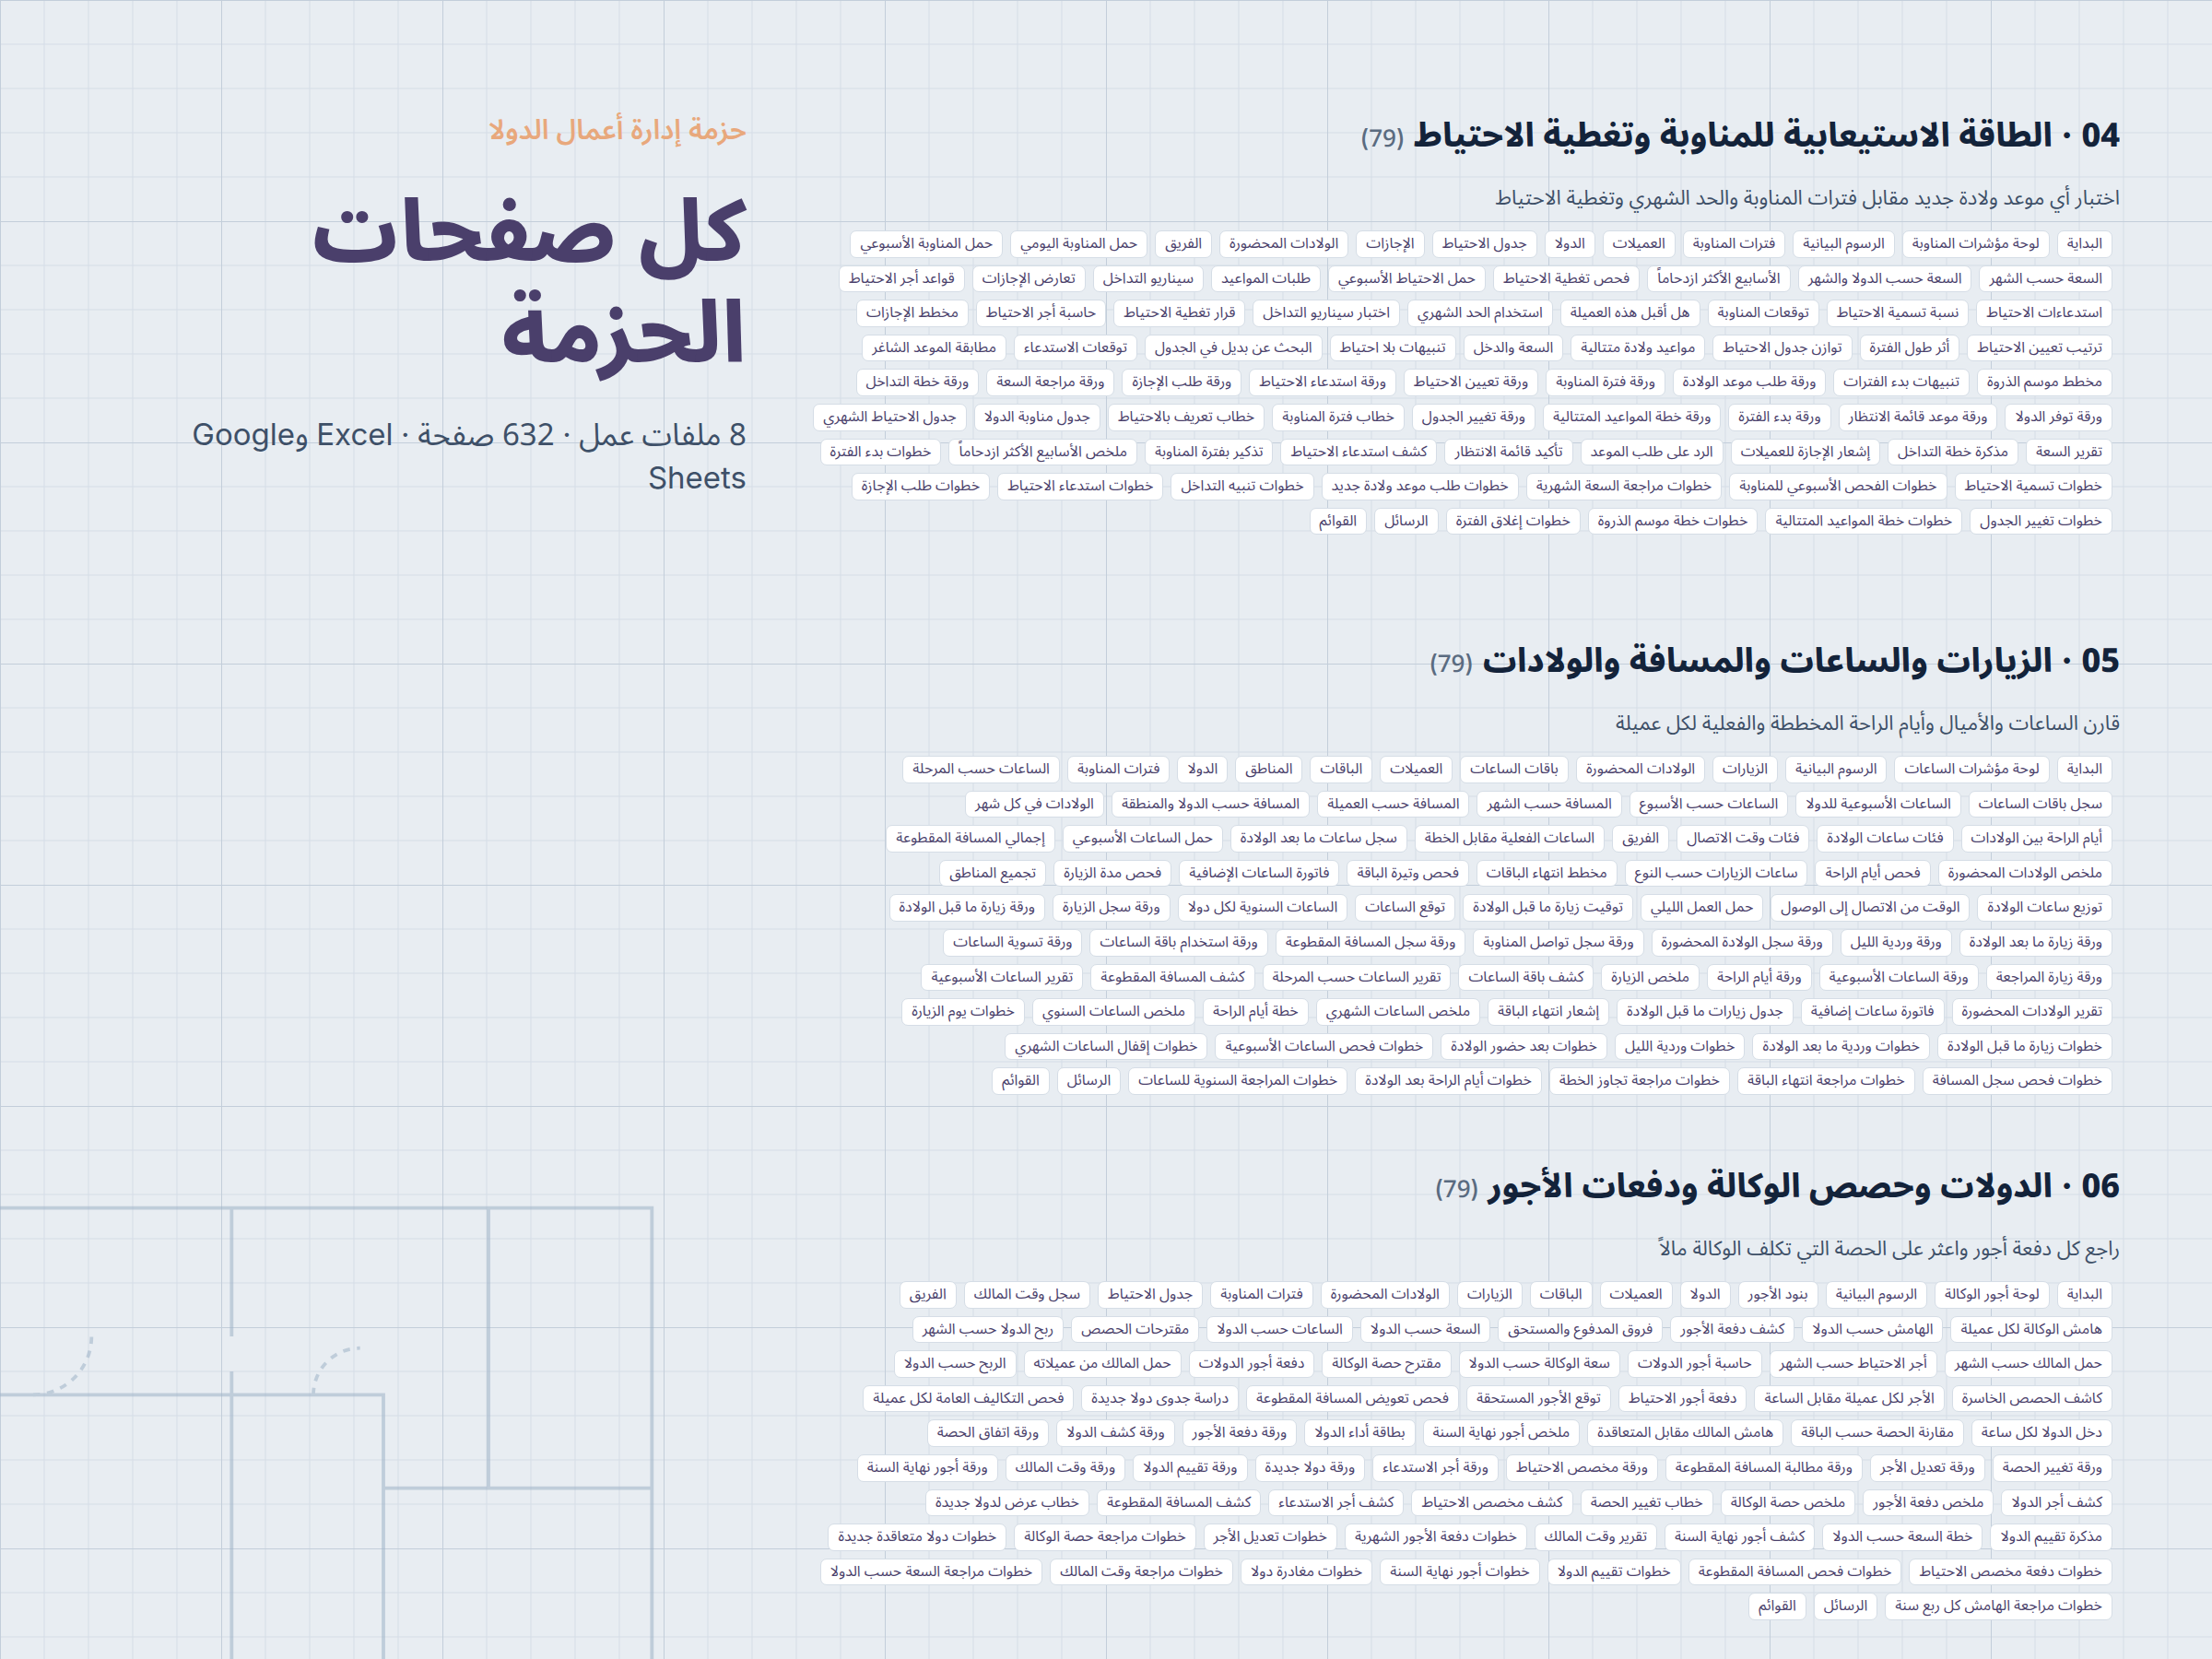 حزمة إدارة أعمال الدولا
كل صفحات
الحزمة
8 ملفات عمل · 632 صفحة · Excel وGoogle
Sheets
04 · الطاقة الاستيعابية للمناوبة وتغطية الاحتياط (79)
اختبار أي موعد ولادة جديد مقابل فترات المناوبة والحد الشهري وتغطية الاحتياط
البداية لوحة مؤشرات المناوبة الرسوم البيانية فترات المناوبة العميلات الدولا جدول الاحتياط الإجازات الولادات المحضورة الفريق حمل المناوبة اليومي حمل المناوبة الأسبوعي
السعة حسب الشهر السعة حسب الدولا والشهر الأسابيع الأكثر ازدحاماً فحص تغطية الاحتياط حمل الاحتياط الأسبوعي طلبات المواعيد سيناريو التداخل تعارض الإجازات قواعد أجر الاحتياط
استدعاءات الاحتياط نسبة تسمية الاحتياط توقعات المناوبة هل أقبل هذه العميلة استخدام الحد الشهري اختبار سيناريو التداخل قرار تغطية الاحتياط حاسبة أجر الاحتياط مخطط الإجازات
ترتيب تعيين الاحتياط أثر طول الفترة توازن جدول الاحتياط مواعيد ولادة متتالية السعة والدخل تنبيهات بلا احتياط البحث عن بديل في الجدول توقعات الاستدعاء مطابقة الموعد الشاغر
مخطط موسم الذروة تنبيهات بدء الفترات ورقة طلب موعد الولادة ورقة فترة المناوبة ورقة تعيين الاحتياط ورقة استدعاء الاحتياط ورقة طلب الإجازة ورقة مراجعة السعة ورقة خطة التداخل
ورقة توفر الدولا ورقة موعد قائمة الانتظار ورقة بدء الفترة ورقة خطة المواعيد المتتالية ورقة تغيير الجدول خطاب فترة المناوبة خطاب تعريف بالاحتياط جدول مناوبة الدولا جدول الاحتياط الشهري
تقرير السعة مذكرة خطة التداخل إشعار الإجازة للعميلات الرد على طلب الموعد تأكيد قائمة الانتظار كشف استدعاء الاحتياط تذكير بفترة المناوبة ملخص الأسابيع الأكثر ازدحاماً خطوات بدء الفترة
خطوات تسمية الاحتياط خطوات الفحص الأسبوعي للمناوبة خطوات مراجعة السعة الشهرية خطوات طلب موعد ولادة جديد خطوات تنبيه التداخل خطوات استدعاء الاحتياط خطوات طلب الإجازة
خطوات تغيير الجدول خطوات خطة المواعيد المتتالية خطوات خطة موسم الذروة خطوات إغلاق الفترة الرسائل القوائم
05 · الزيارات والساعات والمسافة والولادات (79)
قارن الساعات والأميال وأيام الراحة المخططة والفعلية لكل عميلة
البداية لوحة مؤشرات الساعات الرسوم البيانية الزيارات الولادات المحضورة باقات الساعات العميلات الباقات المناطق الدولا فترات المناوبة الساعات حسب المرحلة
سجل باقات الساعات الساعات الأسبوعية للدولا الساعات حسب الأسبوع المسافة حسب الشهر المسافة حسب العميلة المسافة حسب الدولا والمنطقة الولادات في كل شهر
أيام الراحة بين الولادات فئات ساعات الولادة فئات وقت الاتصال الفريق الساعات الفعلية مقابل الخطة سجل ساعات ما بعد الولادة حمل الساعات الأسبوعي إجمالي المسافة المقطوعة
ملخص الولادات المحضورة فحص أيام الراحة ساعات الزيارات حسب النوع مخطط انتهاء الباقات فحص وتيرة الباقة فاتورة الساعات الإضافية فحص مدة الزيارة تجميع المناطق
توزيع ساعات الولادة الوقت من الاتصال إلى الوصول حمل العمل الليلي توقيت زيارة ما قبل الولادة توقع الساعات الساعات السنوية لكل دولا ورقة سجل الزيارة ورقة زيارة ما قبل الولادة
ورقة زيارة ما بعد الولادة ورقة وردية الليل ورقة سجل الولادة المحضورة ورقة سجل تواصل المناوبة ورقة سجل المسافة المقطوعة ورقة استخدام باقة الساعات ورقة تسوية الساعات
ورقة زيارة المراجعة ورقة الساعات الأسبوعية ورقة أيام الراحة ملخص الزيارة كشف باقة الساعات تقرير الساعات حسب المرحلة كشف المسافة المقطوعة تقرير الساعات الأسبوعية
تقرير الولادات المحضورة فاتورة ساعات إضافية جدول زيارات ما قبل الولادة إشعار انتهاء الباقة ملخص الساعات الشهري خطة أيام الراحة ملخص الساعات السنوي خطوات يوم الزيارة
خطوات زيارة ما قبل الولادة خطوات وردية ما بعد الولادة خطوات وردية الليل خطوات بعد حضور الولادة خطوات فحص الساعات الأسبوعية خطوات إقفال الساعات الشهري
خطوات فحص سجل المسافة خطوات مراجعة انتهاء الباقة خطوات مراجعة تجاوز الخطة خطوات أيام الراحة بعد الولادة خطوات المراجعة السنوية للساعات الرسائل القوائم
06 · الدولات وحصص الوكالة ودفعات الأجور (79)
راجع كل دفعة أجور واعثر على الحصة التي تكلف الوكالة مالاً
البداية لوحة أجور الوكالة الرسوم البيانية بنود الأجور الدولا العميلات الباقات الزيارات الولادات المحضورة فترات المناوبة جدول الاحتياط سجل وقت المالك الفريق
هامش الوكالة لكل عميلة الهامش حسب الدولا كشف دفعة الأجور فروق المدفوع والمستحق السعة حسب الدولا الساعات حسب الدولا مقترحات الحصص ربح الدولا حسب الشهر
حمل المالك حسب الشهر أجر الاحتياط حسب الشهر حاسبة أجور الدولات سعة الوكالة حسب الدولا مقترح حصة الوكالة دفعة أجور الدولات حمل المالك من عميلاته الربح حسب الدولا
كاشف الحصص الخاسرة الأجر لكل عميلة مقابل الساعة دفعة أجور الاحتياط توقع الأجور المستحقة فحص تعويض المسافة المقطوعة دراسة جدوى دولا جديدة فحص التكاليف العامة لكل عميلة
دخل الدولا لكل ساعة مقارنة الحصة حسب الباقة هامش المالك مقابل المتعاقدة ملخص أجور نهاية السنة بطاقة أداء الدولا ورقة دفعة الأجور ورقة كشف الدولا ورقة اتفاق الحصة
ورقة تغيير الحصة ورقة تعديل الأجر ورقة مطالبة المسافة المقطوعة ورقة مخصص الاحتياط ورقة أجر الاستدعاء ورقة دولا جديدة ورقة تقييم الدولا ورقة وقت المالك ورقة أجور نهاية السنة
كشف أجر الدولا ملخص دفعة الأجور ملخص حصة الوكالة خطاب تغيير الحصة كشف مخصص الاحتياط كشف أجر الاستدعاء كشف المسافة المقطوعة خطاب عرض لدولا جديدة
مذكرة تقييم الدولا خطة السعة حسب الدولا كشف أجور نهاية السنة تقرير وقت المالك خطوات دفعة الأجور الشهرية خطوات تعديل الأجر خطوات مراجعة حصة الوكالة خطوات دولا متعاقدة جديدة
خطوات دفعة مخصص الاحتياط خطوات فحص المسافة المقطوعة خطوات تقييم الدولا خطوات أجور نهاية السنة خطوات مغادرة دولا خطوات مراجعة وقت المالك خطوات مراجعة السعة حسب الدولا
خطوات مراجعة الهامش كل ربع سنة الرسائل القوائم